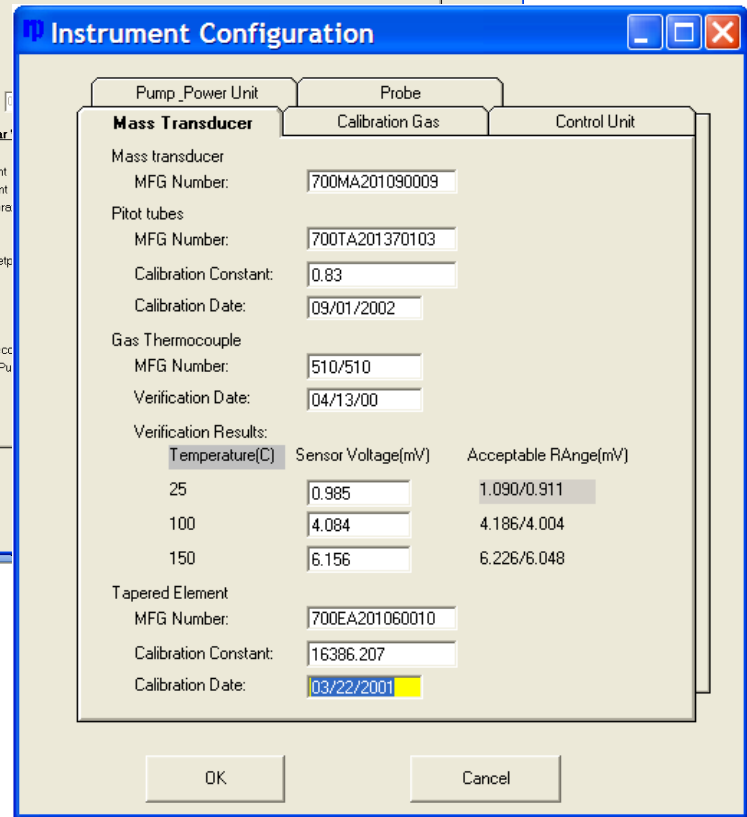 rp Instrument Configuration
Pump_Power Unit Probe
Mass Transducer Calibration Gas Control Unit
Mass transducer
MFG Number: 700MA201090009
Pitot tubes
MFG Number: 700TA201370103
Calibration Constant: 0.83
Calibration Date: 09/01/2002
Gas Thermocouple
MFG Number: 510/510
Verification Date: 04/13/00
Verification Results:
Temperature(C) Sensor Voltage(mV) Acceptable RAnge(mV)
25 0.985 1.090/0.911
100 4.084 4.186/4.004
150 6.156 6.226/6.048
Tapered Element
MFG Number: 700EA201060010
Calibration Constant: 16386.207
Calibration Date: 03/22/2001
OK Cancel